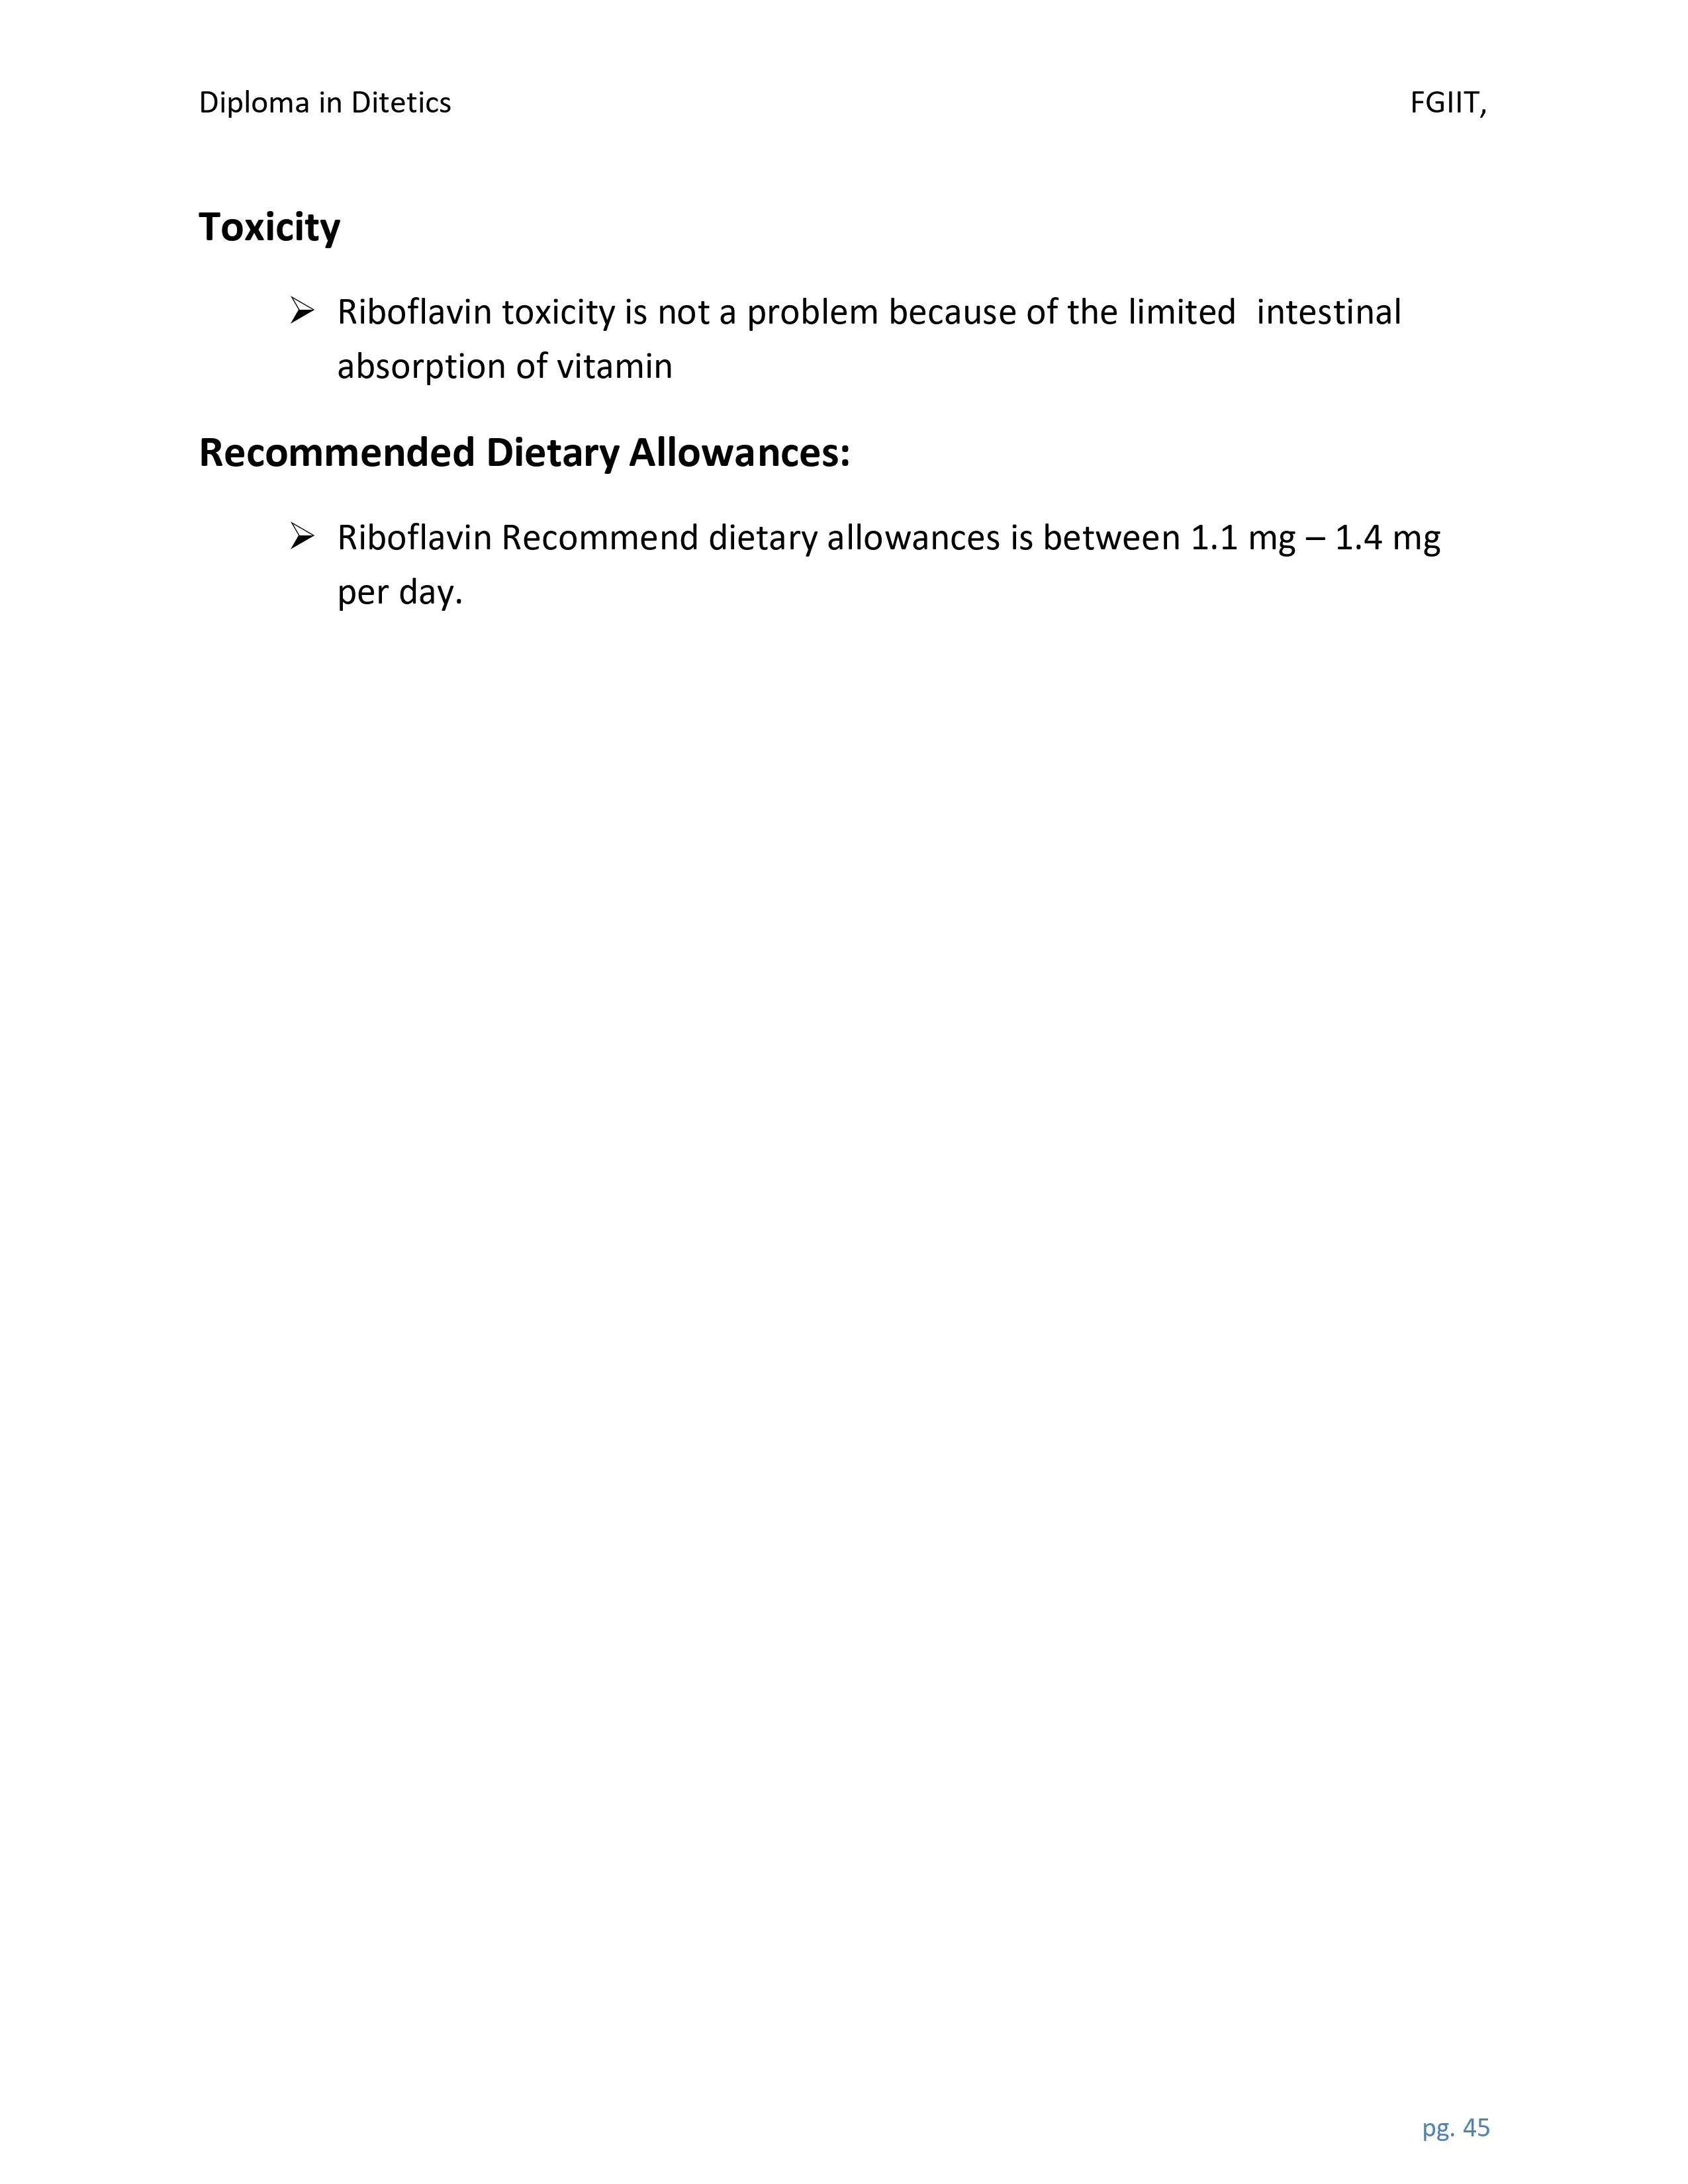 Diploma in Ditetics FGIIT,
Toxicity
➢ Riboflavin toxicity is not a problem because of the limited  intestinal
absorption of vitamin
Recommended Dietary Allowances:
➢ Riboflavin Recommend dietary allowances is between 1.1 mg – 1.4 mg
per day.
pg. 45